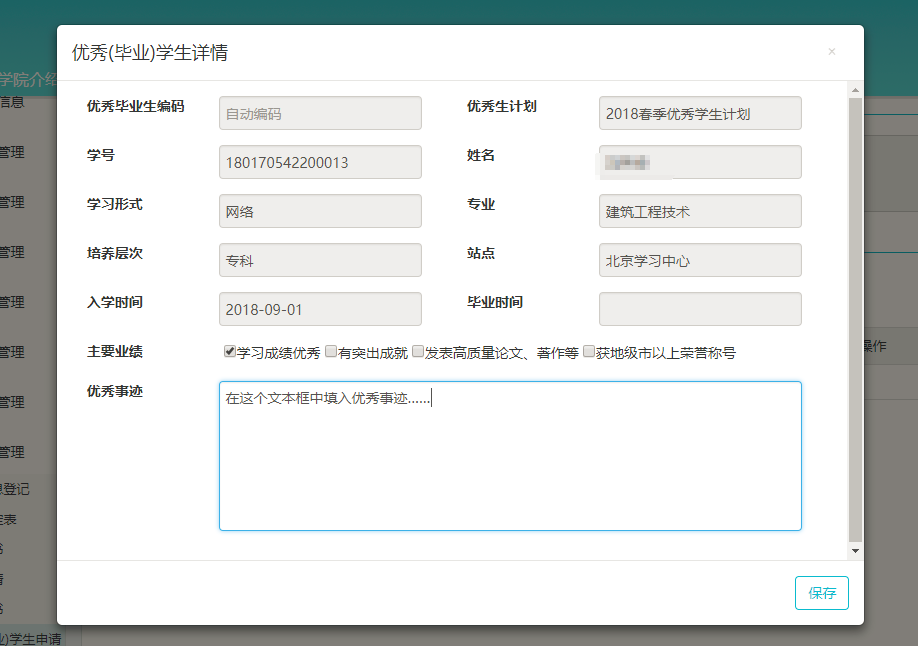 优秀(毕业)学生详情
×
优秀毕业生编码 自动编码 优秀生计划 2018春季优秀学生计划
学号 180170542200013 姓名
学习形式 网络 专业 建筑工程技术
培养层次 专科 站点 北京学习中心
入学时间 2018-09-01 毕业时间
主要业绩 学习成绩优秀 有突出成就 发表高质量论文、著作等 获地级市以上荣誉称号
优秀事迹 在这个文本框中填入优秀事迹......
保存
学院介绍
信息
管理
管理
管理
管理
管理
管理
管理
操作
息登记
定表
书
请
书
业)学生申请